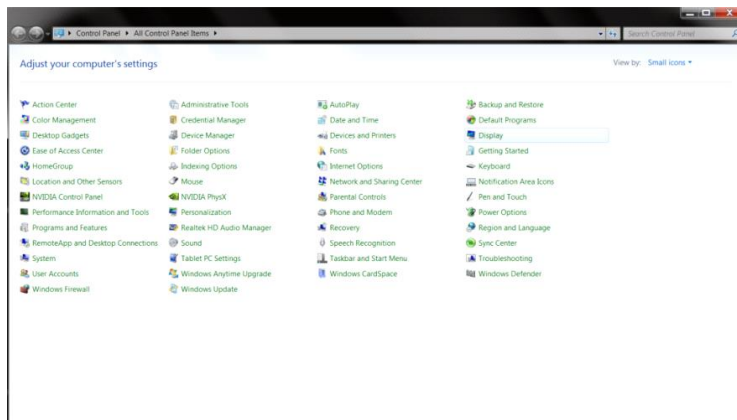 Control Panel ▸ All Control Panel Items ▸
Search Control Panel
Adjust your computer's settings
View by: Small icons
Action Center Administrative Tools AutoPlay Backup and Restore
Color Management Credential Manager Date and Time Default Programs
Desktop Gadgets Device Manager Devices and Printers Display
Ease of Access Center Folder Options Fonts Getting Started
HomeGroup Indexing Options Internet Options Keyboard
Location and Other Sensors Mouse Network and Sharing Center Notification Area Icons
NVIDIA Control Panel NVIDIA PhysX Parental Controls Pen and Touch
Performance Information and Tools Personalization Phone and Modem Power Options
Programs and Features Realtek HD Audio Manager Recovery Region and Language
RemoteApp and Desktop Connections Sound Speech Recognition Sync Center
System Tablet PC Settings Taskbar and Start Menu Troubleshooting
User Accounts Windows Anytime Upgrade Windows CardSpace Windows Defender
Windows Firewall Windows Update